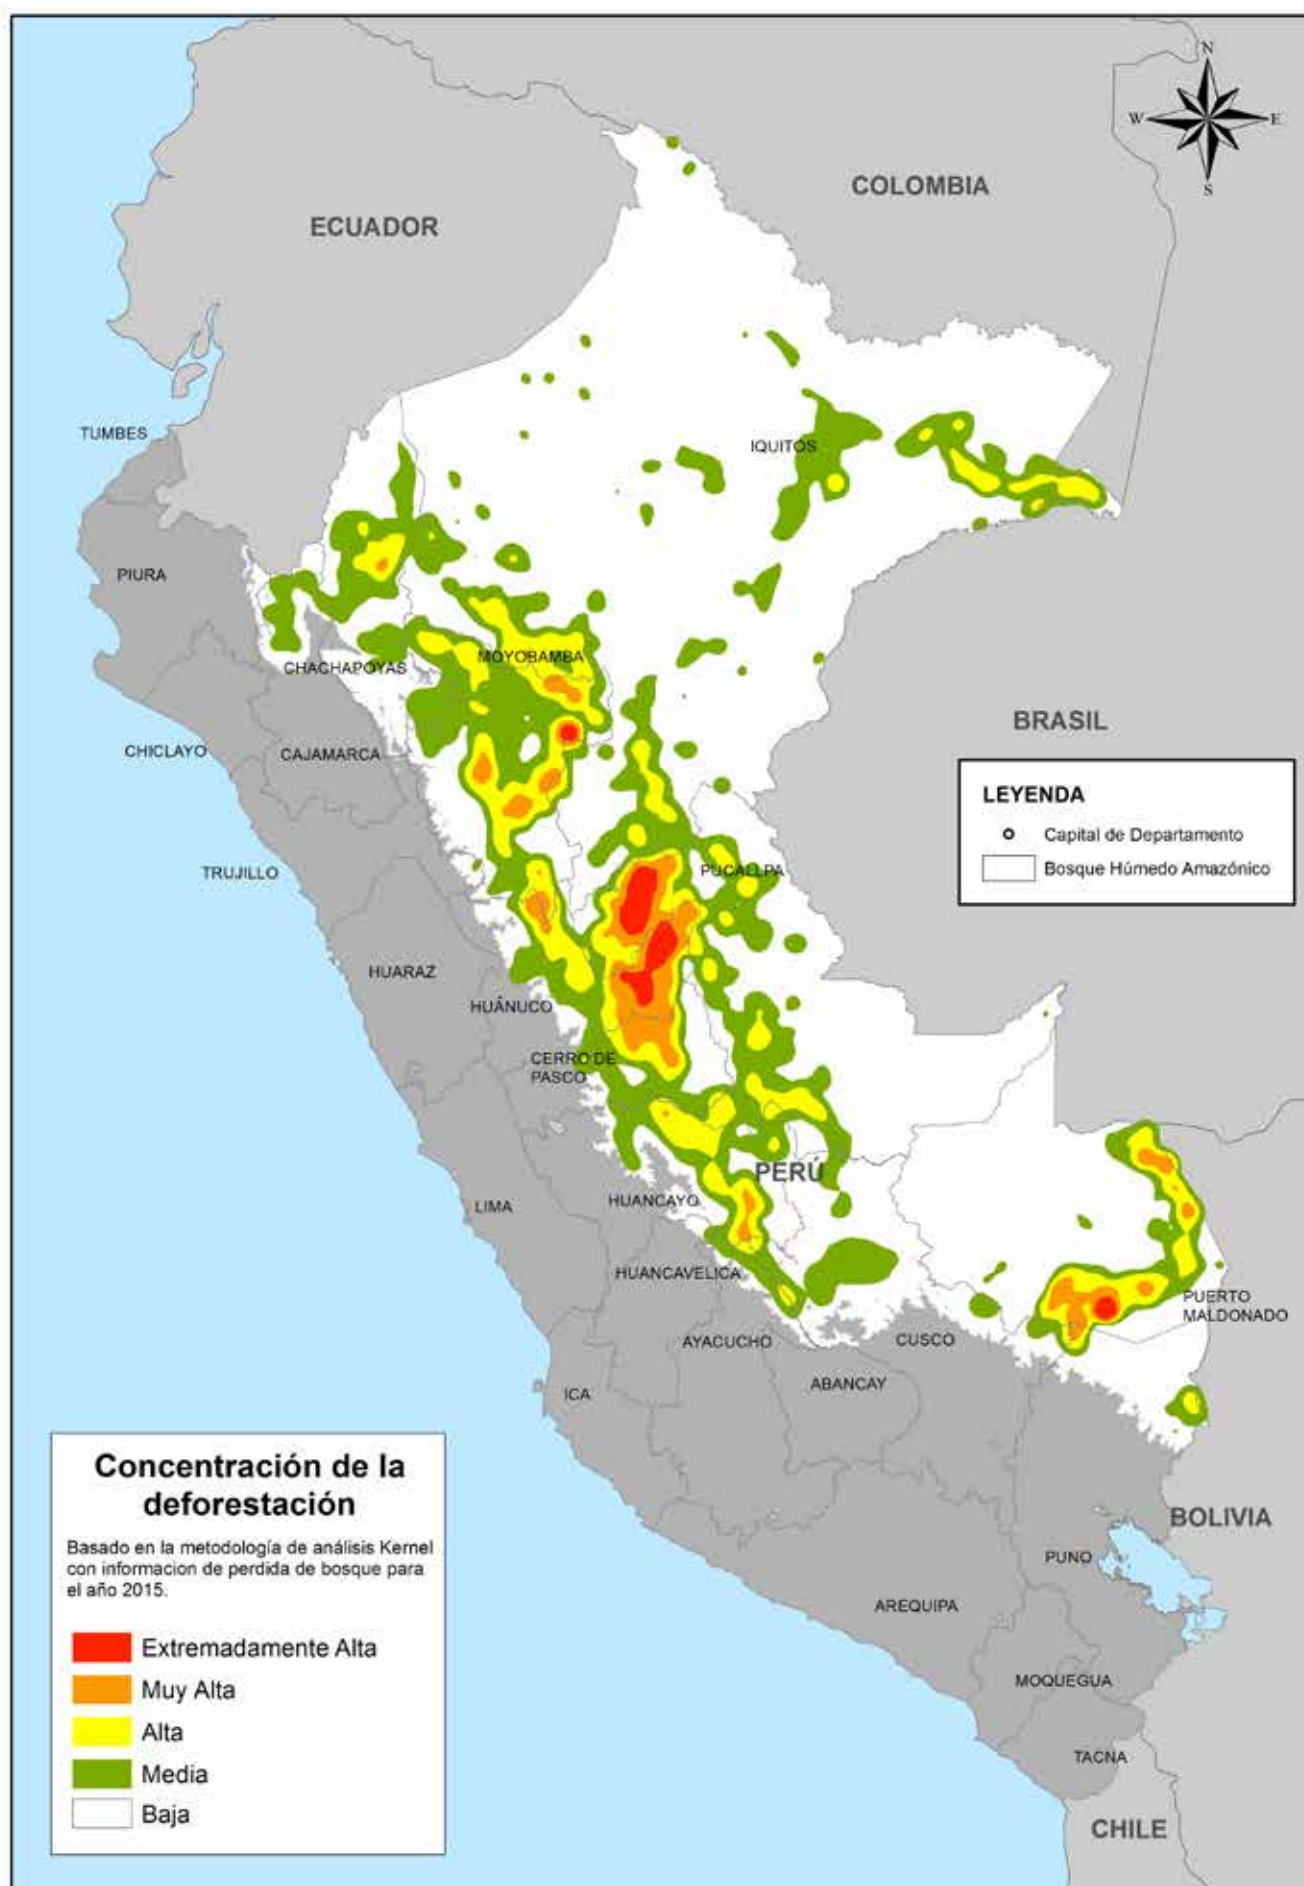 N
W
E
S
COLOMBIA
ECUADOR
TUMBES
IQUITOS
PIURA
CHACHAPOYAS
MOYOBAMBA
BRASIL
CHICLAYO
CAJAMARCA
LEYENDA
Capital de Departamento
Bosque Húmedo Amazónico
TRUJILLO
PUCALLPA
HUARAZ
HUÁNUCO
CERRO DE
PASCO
PERÚ
LIMA
HUANCAYO
HUANCAVELICA
PUERTO
MALDONADO
AYACUCHO
CUSCO
ABANCAY
ICA
Concentración de la
deforestación
Basado en la metodología de análisis Kernel
con informacion de perdida de bosque para
el año 2015.
Extremadamente Alta
Muy Alta
Alta
Media
Baja
BOLIVIA
PUNO
AREQUIPA
MOQUEGUA
TACNA
CHILE